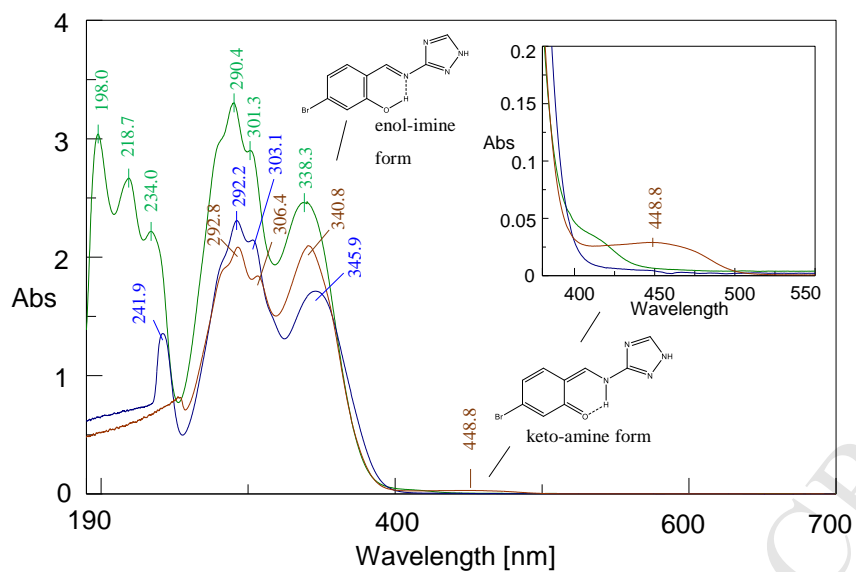 4
3
2
1
0
Abs
190
400
600
700
Wavelength [nm]
198.0
218.7
234.0
290.4
301.3
338.3
241.9
292.2
303.1
345.9
292.8
306.4
340.8
448.8
N
N
NH
N
H
O
Br
enol-imine
form
0.2
0.15
0.1
0.05
0
Abs
400
450
500
550
Wavelength
448.8
N
N
NH
N
H
O
Br
keto-amine form
CP